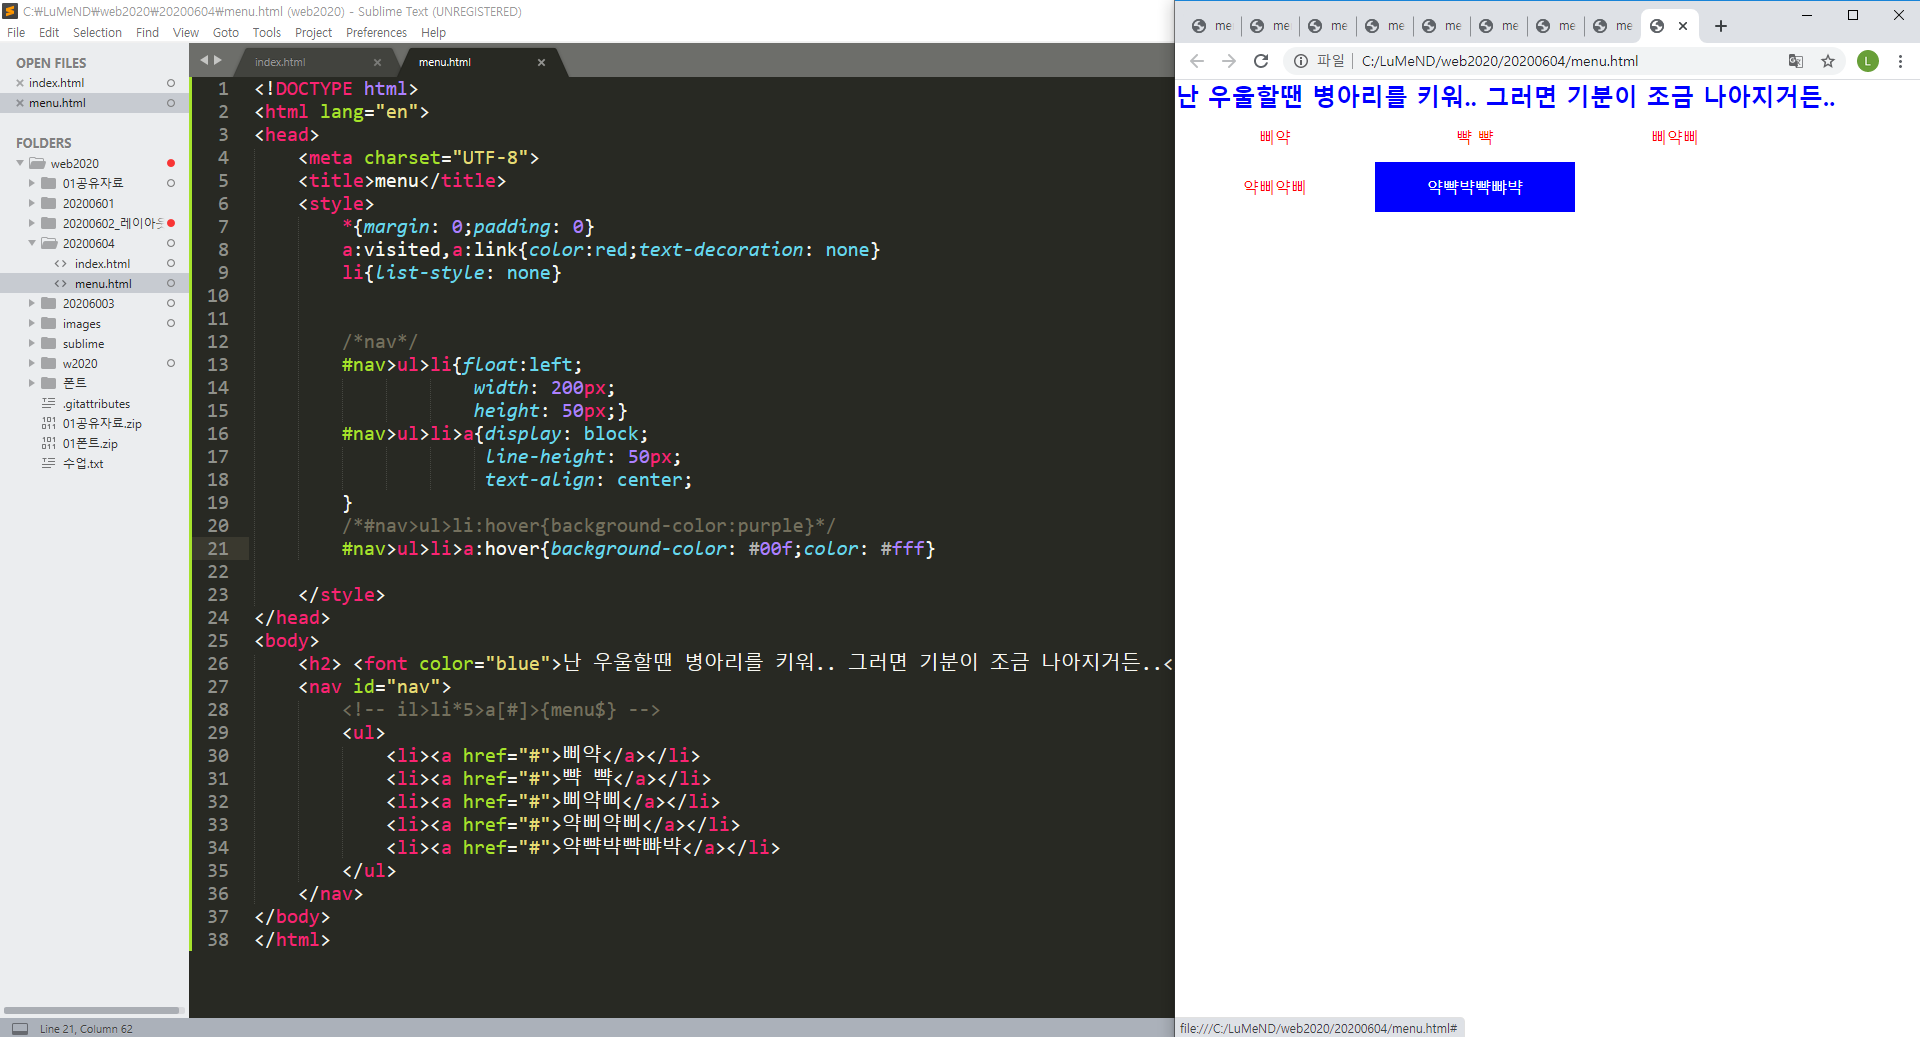 C:₩LuMeND₩web2020₩20200604₩menu.html (web2020) - Sublime Text (UNREGISTERED)
File Edit Selection Find View Goto Tools Project Preferences Help
OPEN FILES
index.html
menu.html
FOLDERS
web2020
01공유자료
20200601
20200602_레이아웃
20200604
index.html
menu.html
20206003
images
sublime
w2020
폰트
.gitattributes
01공유자료.zip
01폰트.zip
수업.txt
index.html
menu.html
1 <!DOCTYPE html>
2 <html lang="en">
3 <head>
4 <meta charset="UTF-8">
5 <title>menu</title>
6 <style>
7 *{margin: 0;padding: 0}
8 a:visited,a:link{color:red;text-decoration: none}
9 li{list-style: none}
10
11
12 /*nav*/
13 #nav>ul>li{float:left;
14 width: 200px;
15 height: 50px;}
16 #nav>ul>li>a{display: block;
17 line-height: 50px;
18 text-align: center;
19 }
20 /*#nav>ul>li:hover{background-color:purple}*/
21 #nav>ul>li>a:hover{background-color: #00f;color: #fff}
22
23 </style>
24 </head>
25 <body>
26 <h2> <font color="blue">난 우울할땐 병아리를 키워.. 그러면 기분이 조금 나아지거든..<
27 <nav id="nav">
28 <!-- il>li*5>a[#]>{menu$} -->
29 <ul>
30 <li><a href="#">삐약</a></li>
31 <li><a href="#">뺙 뺙</a></li>
32 <li><a href="#">삐약삐</a></li>
33 <li><a href="#">약삐약삐</a></li>
34 <li><a href="#">약뺙뱍뺙빠뱍</a></li>
35 </ul>
36 </nav>
37 </body>
38 </html>
Line 21, Column 62
me me me me me me me me
파일 C:/LuMeND/web2020/20200604/menu.html L
난 우울할땐 병아리를 키워.. 그러면 기분이 조금 나아지거든..
삐약 뺙 뺙 삐약삐
약삐약삐 약뺙뱍뺙빠뱍
file:///C:/LuMeND/web2020/20200604/menu.html#